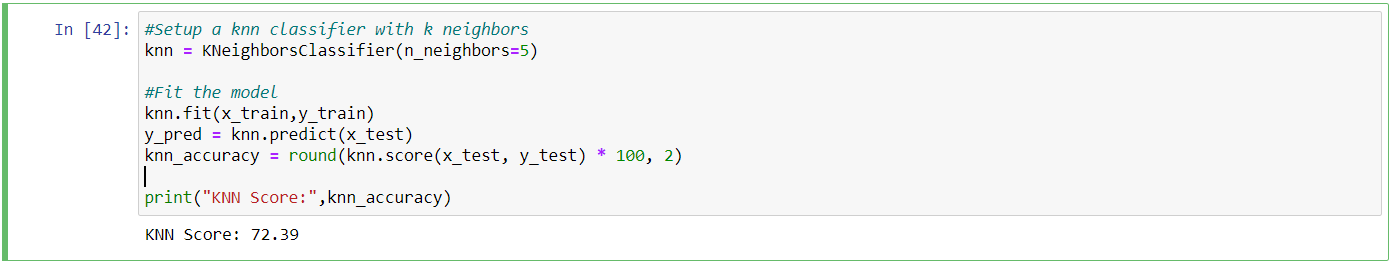 In [42]: #Setup a knn classifier with k neighbors
knn = KNeighborsClassifier(n_neighbors=5)
#Fit the model
knn.fit(x_train,y_train)
y_pred = knn.predict(x_test)
knn_accuracy = round(knn.score(x_test, y_test) * 100, 2)
print("KNN Score:",knn_accuracy)
KNN Score: 72.39